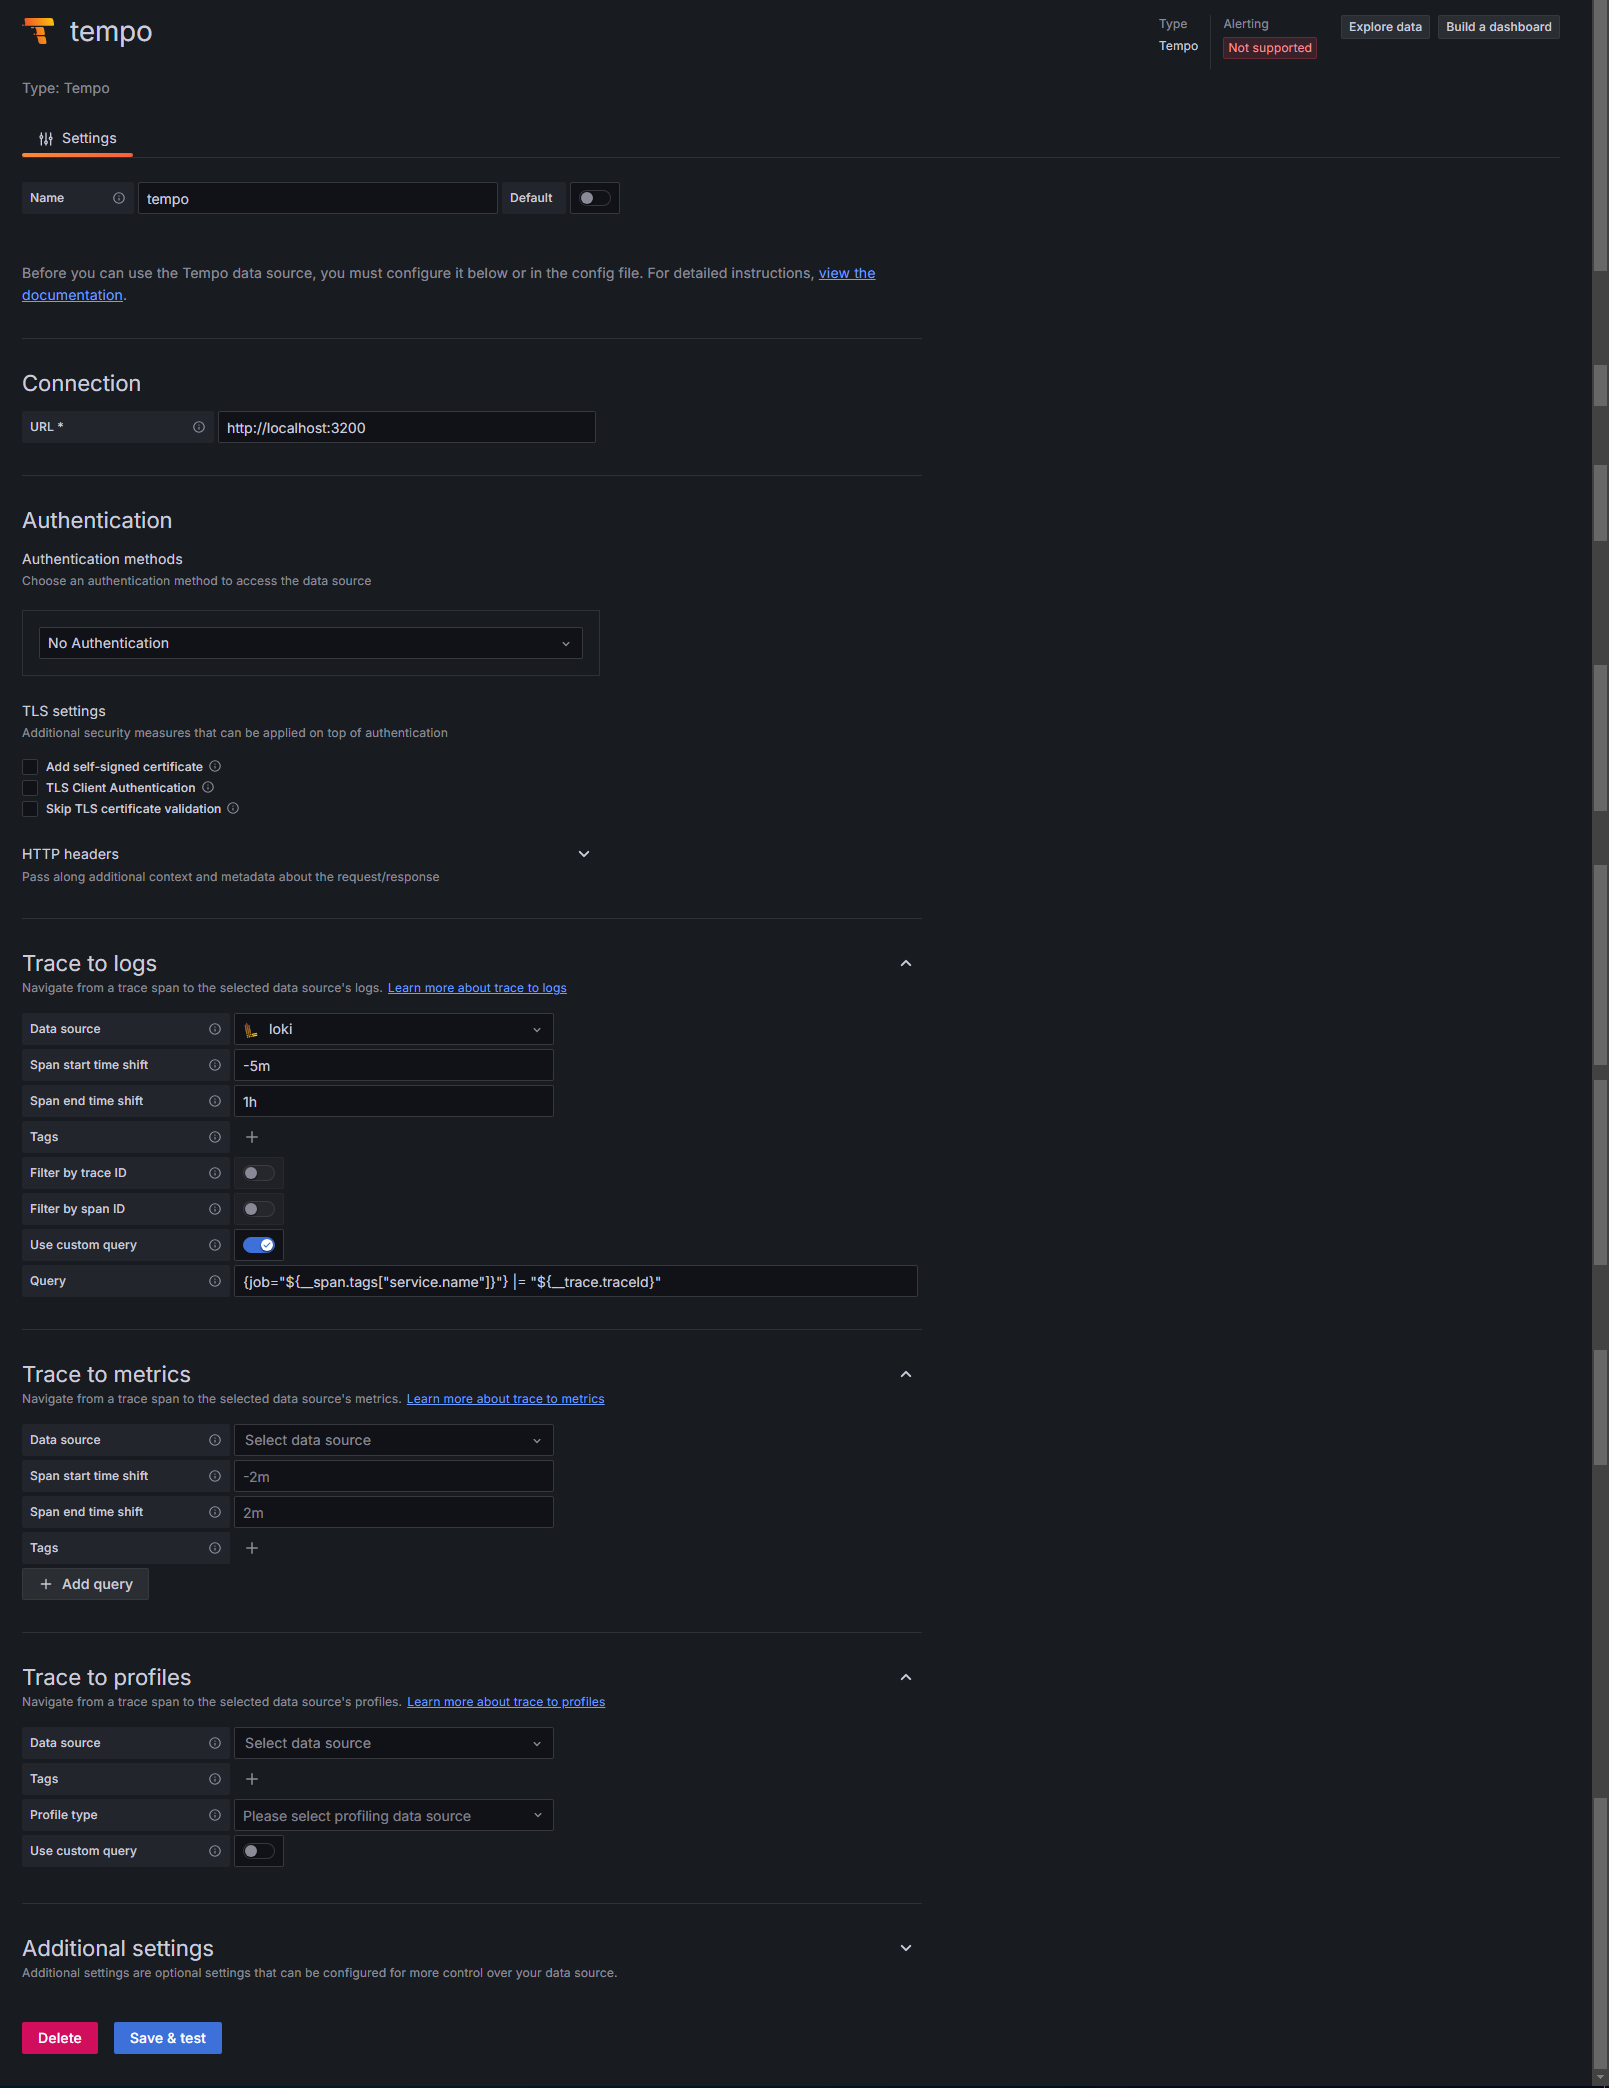 tempo
Type
Tempo
Alerting
Not supported
Explore data
Build a dashboard
Type: Tempo
Settings
Name
tempo
Default
Before you can use the Tempo data source, you must configure it below or in the config file. For detailed instructions, view the
documentation.
Connection
URL *
http://localhost:3200
Authentication
Authentication methods
Choose an authentication method to access the data source
No Authentication
TLS settings
Additional security measures that can be applied on top of authentication
Add self-signed certificate
TLS Client Authentication
Skip TLS certificate validation
HTTP headers
Pass along additional context and metadata about the request/response
Trace to logs
Navigate from a trace span to the selected data source's logs. Learn more about trace to logs
Data source
loki
Span start time shift
-5m
Span end time shift
1h
Tags
Filter by trace ID
Filter by span ID
Use custom query
Query
{job="${__span.tags["service.name"]}"} |= "${__trace.traceId}"
Trace to metrics
Navigate from a trace span to the selected data source's metrics. Learn more about trace to metrics
Data source
Select data source
Span start time shift
-2m
Span end time shift
2m
Tags
+ Add query
Trace to profiles
Navigate from a trace span to the selected data source's profiles. Learn more about trace to profiles
Data source
Select data source
Tags
Profile type
Please select profiling data source
Use custom query
Additional settings
Additional settings are optional settings that can be configured for more control over your data source.
Delete
Save & test